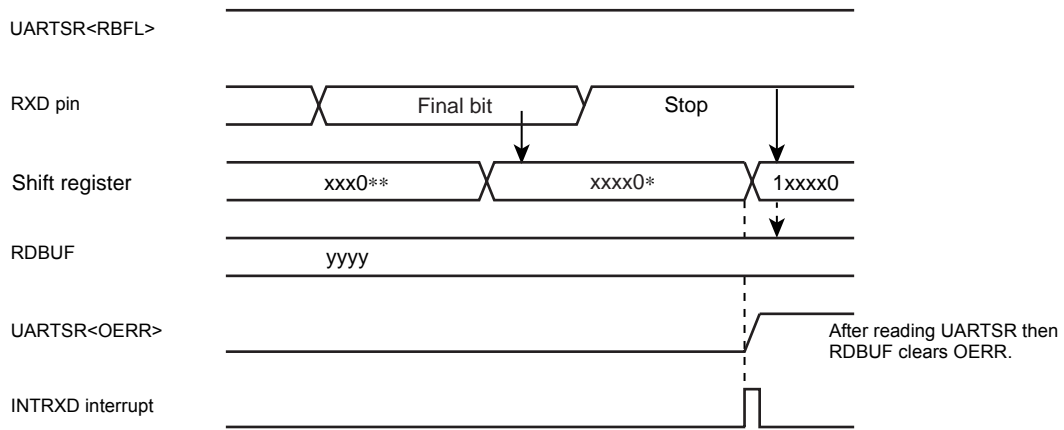 UARTSR<RBFL>
RXD pin
Final bit
Stop
Shift register
xxx0**
xxxx0*
1xxxx0
RDBUF
yyyy
UARTSR<OERR>
After reading UARTSR then
RDBUF clears OERR.
INTRXD interrupt